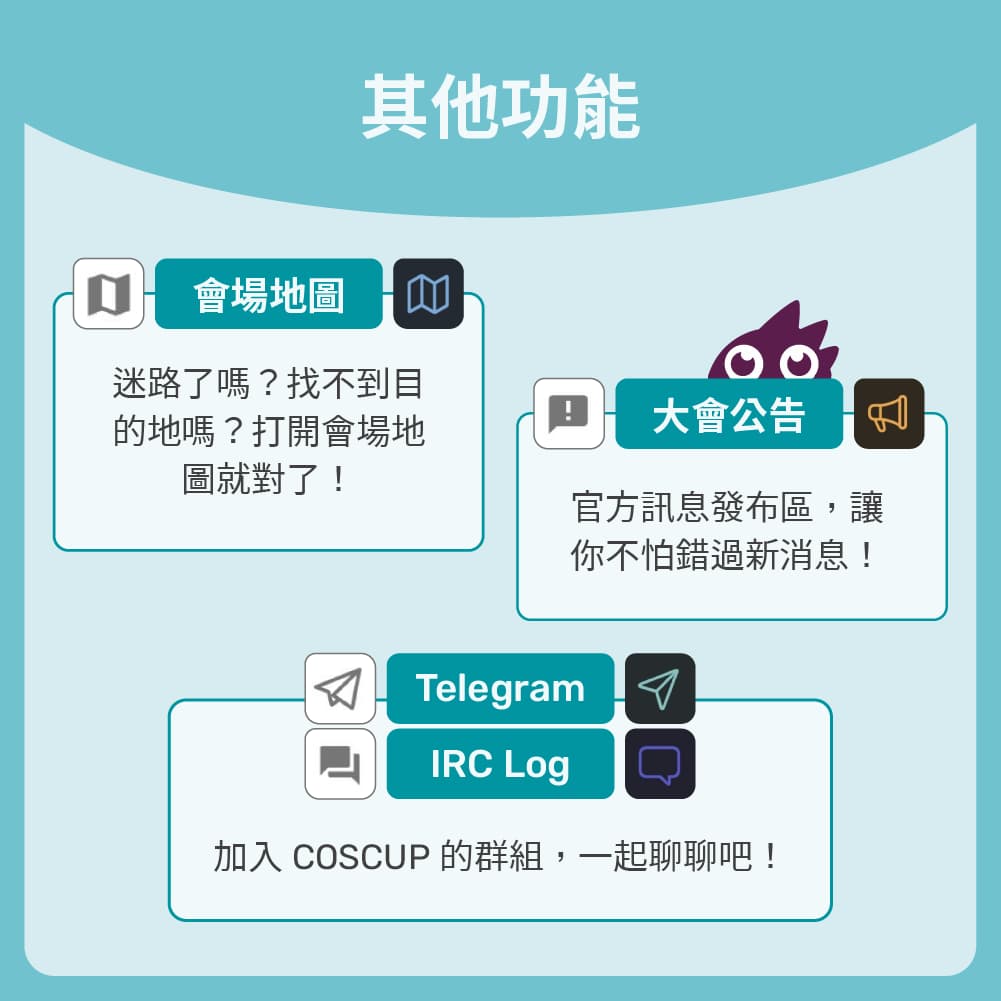 其他功能
會場地圖
迷路了嗎？找不到目
的地嗎？打開會場地
圖就對了！
大會公告
官方訊息發布區，讓
你不怕錯過新消息！
Telegram
IRC Log
加入 COSCUP 的群組，一起聊聊吧！